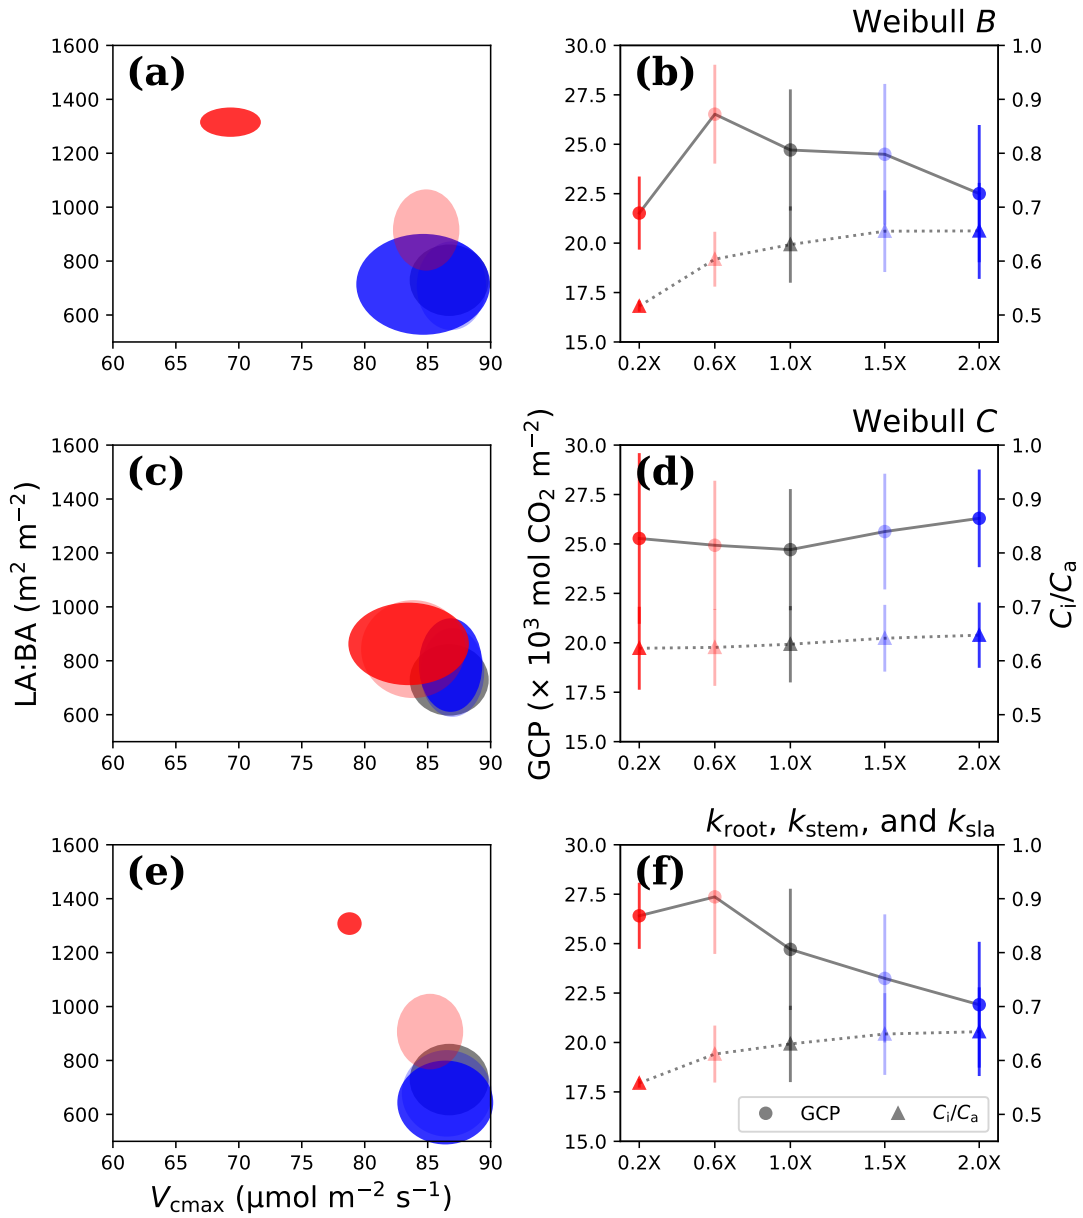 Weibull B
(a)
1600
1400
1200
1000
800
600
60 65 70 75 80 85 90
(b)
30.0
27.5
25.0
22.5
20.0
17.5
15.0
1.0
0.9
0.8
0.7
0.6
0.5
0.2X 0.6X 1.0X 1.5X 2.0X
Weibull C
(c)
1600
1400
1200
1000
800
600
LA:BA (m² m⁻²)
60 65 70 75 80 85 90
(d)
30.0
27.5
25.0
22.5
20.0
17.5
15.0
GCP (× 10³ mol CO₂ m⁻²)
1.0
0.9
0.8
0.7
0.6
0.5
Cᵢ/Cₐ
0.2X 0.6X 1.0X 1.5X 2.0X
k_root, k_stem, and k_sla
(e)
1600
1400
1200
1000
800
600
60 65 70 75 80 85 90
V_cmax (μmol m⁻² s⁻¹)
(f)
30.0
27.5
25.0
22.5
20.0
17.5
15.0
1.0
0.9
0.8
0.7
0.6
0.5
GCP Cᵢ/Cₐ
0.2X 0.6X 1.0X 1.5X 2.0X